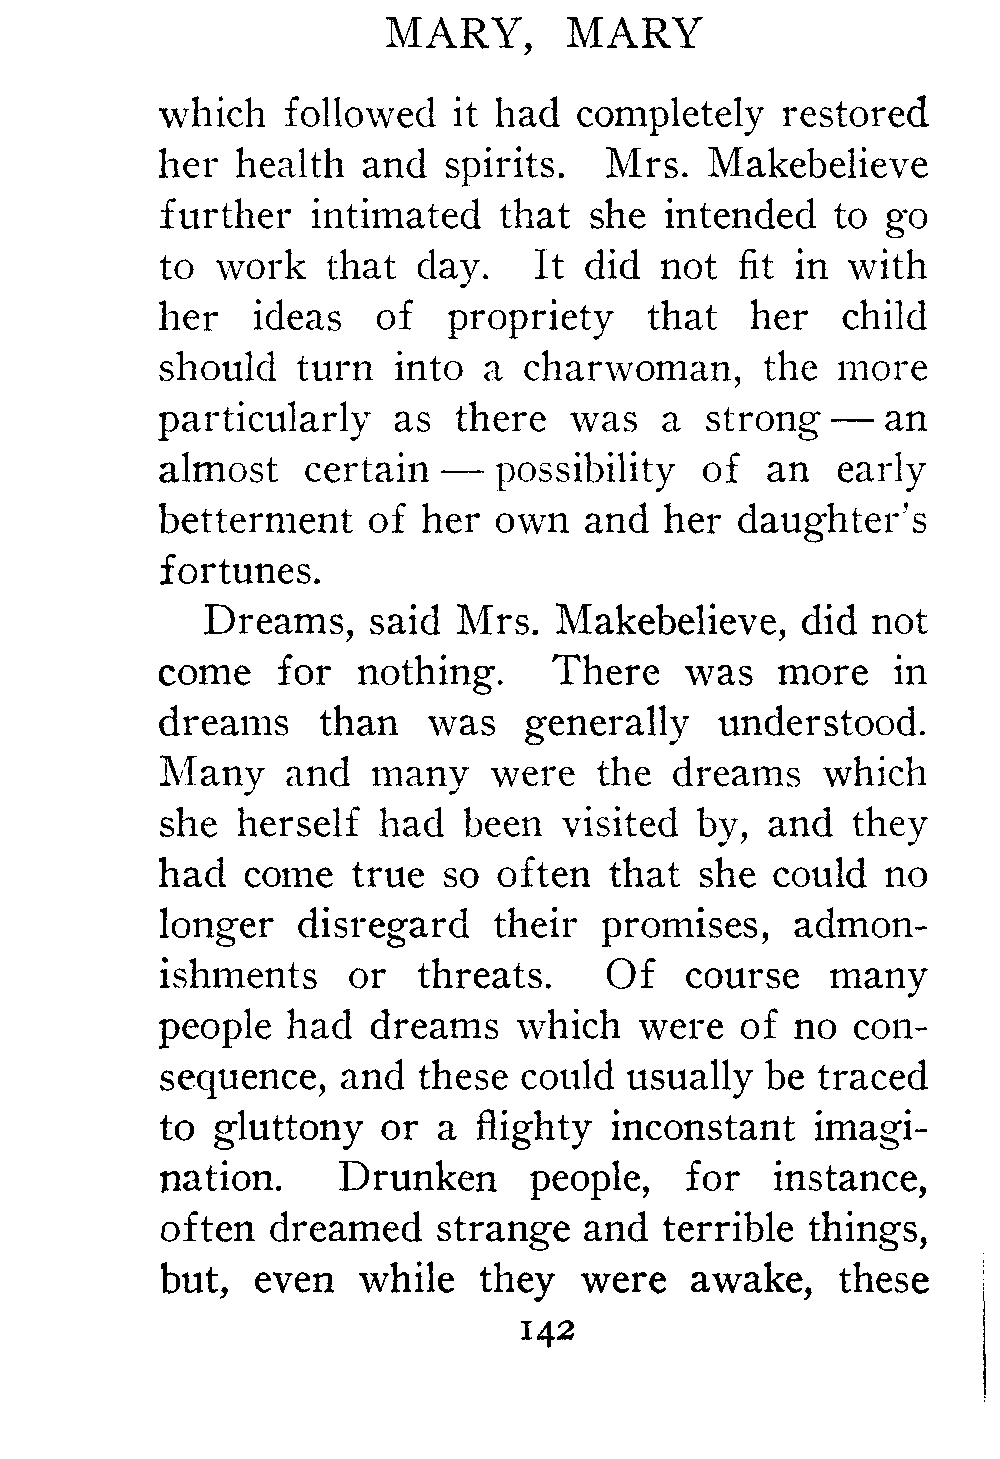 MARY, MARY
which followed it had completely restored
her health and spirits. Mrs. Makebelieve
further intimated that she intended to go
to work that day. It did not fit in with
her ideas of propriety that her child
should turn into a charwoman, the more
particularly as there was a strong — an
almost certain — possibility of an early
betterment of her own and her daughter's
fortunes.
Dreams, said Mrs. Makebelieve, did not
come for nothing. There was more in
dreams than was generally understood.
Many and many were the dreams which
she herself had been visited by, and they
had come true so often that she could no
longer disregard their promises, admon-
ishments or threats. Of course many
people had dreams which were of no con-
sequence, and these could usually be traced
to gluttony or a flighty inconstant imagi-
nation. Drunken people, for instance,
often dreamed strange and terrible things,
but, even while they were awake, these
142